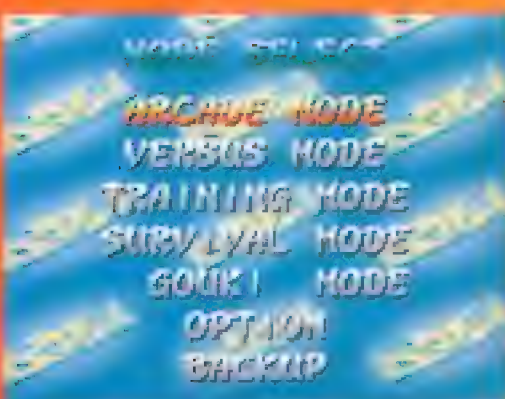 MODE SELECT
ARCADE MODE
VERSUS MODE
TRAINING MODE
SURVIVAL MODE
GOUKI MODE
OPTION
BACKUP